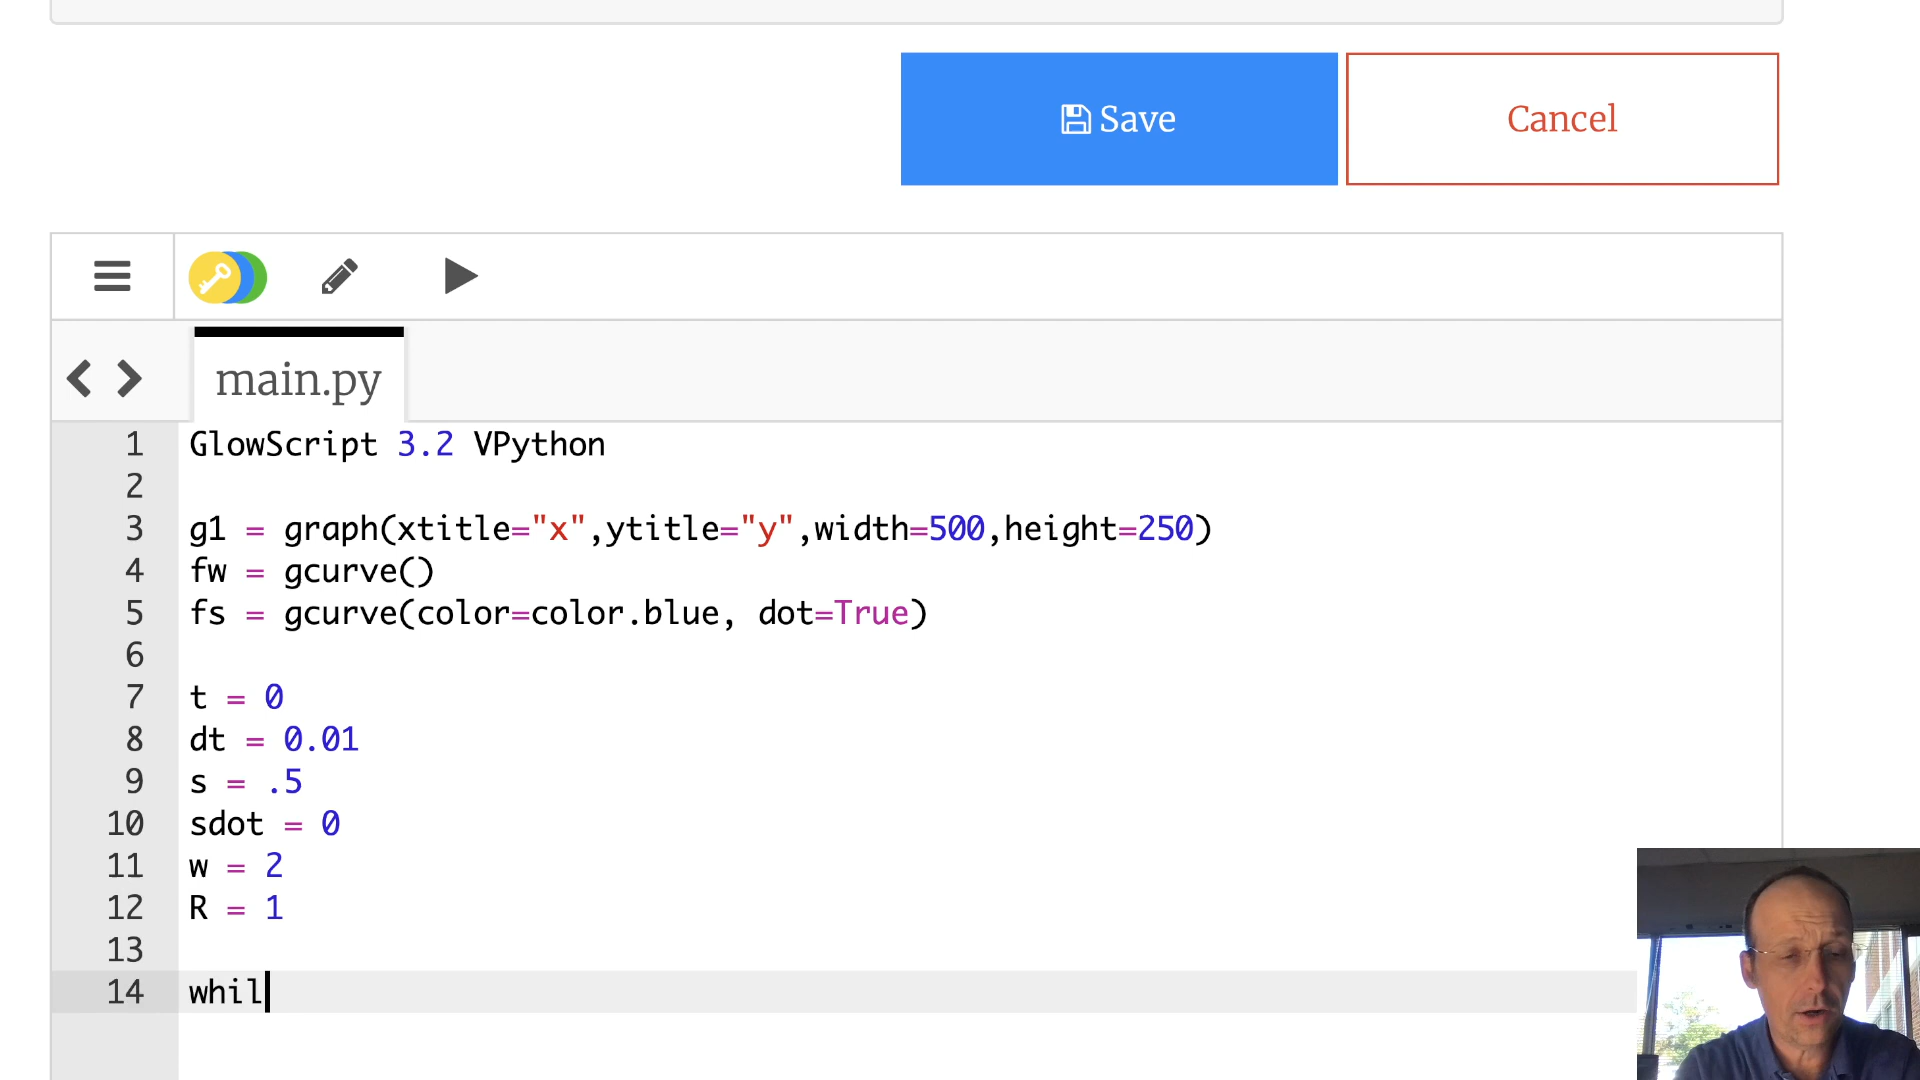 Save
Cancel
main.py
1 GlowScript 3.2 VPython
2
3 g1 = graph(xtitle="x",ytitle="y",width=500,height=250)
4 fw = gcurve()
5 fs = gcurve(color=color.blue, dot=True)
6
7 t = 0
8 dt = 0.01
9 s = .5
10 sdot = 0
11 w = 2
12 R = 1
13
14 whil